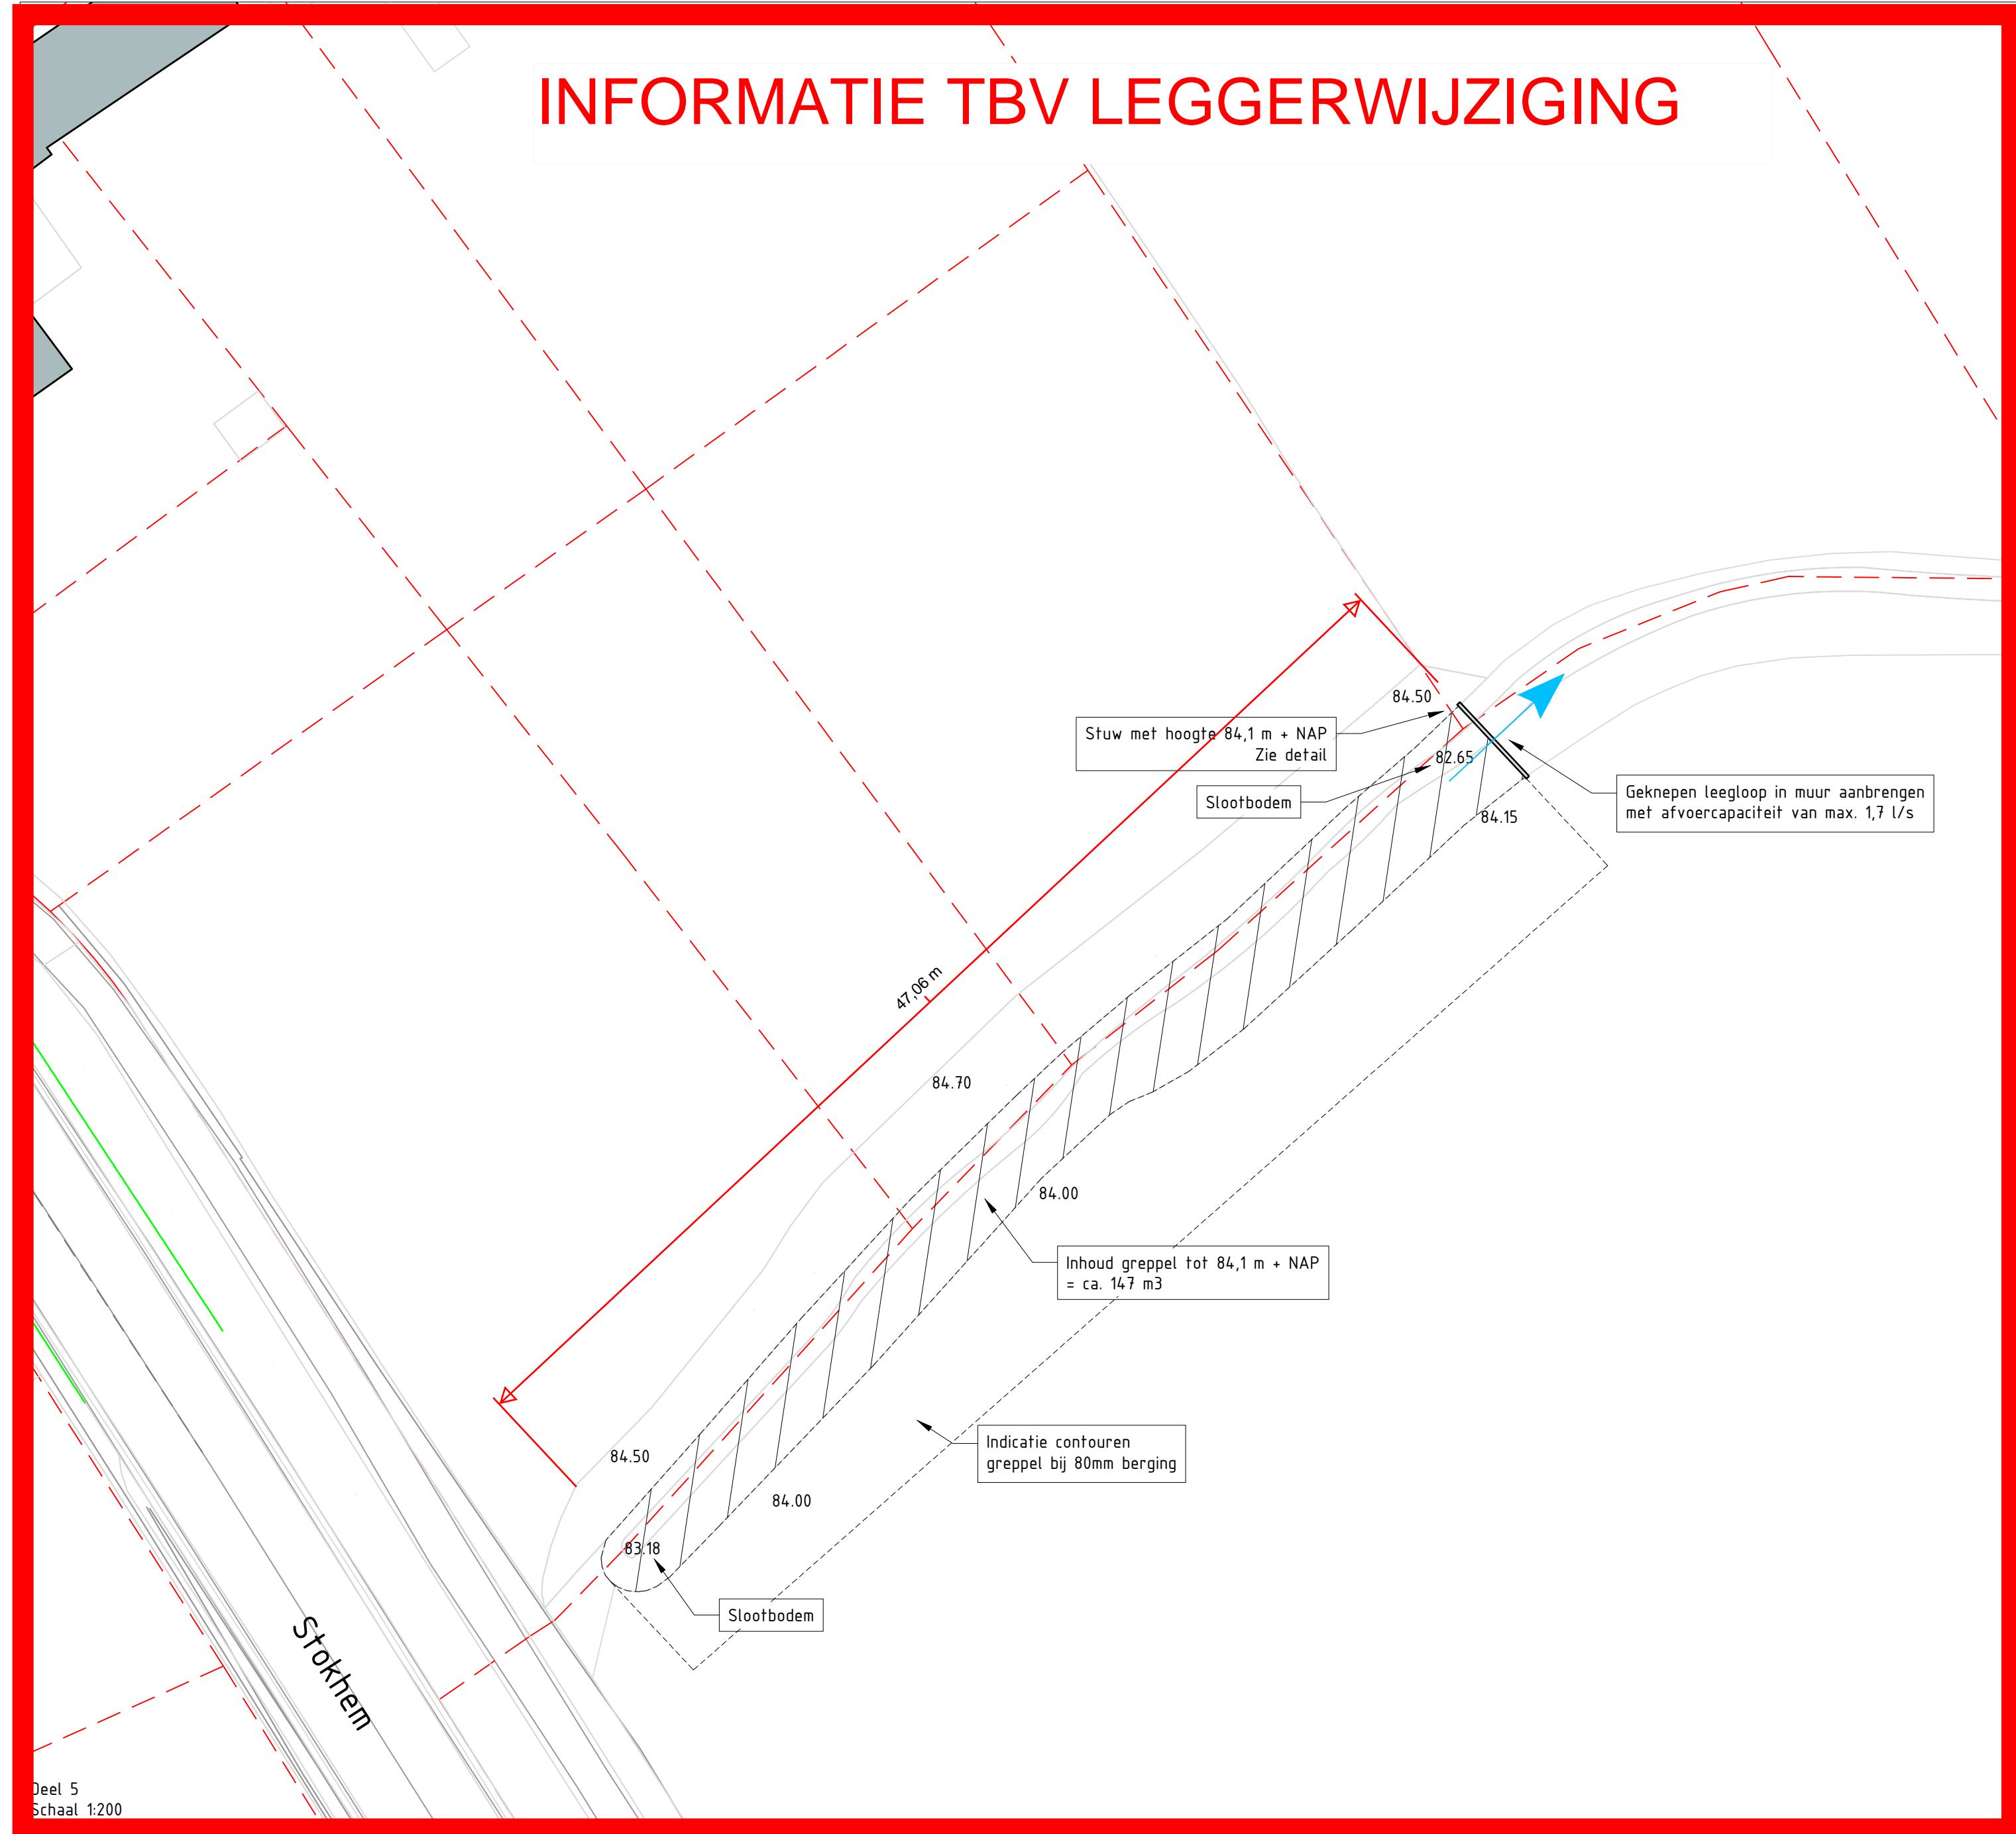 INFORMATIE TBV LEGGERWIJZIGING
84.50
Stuw met hoogte 84,1 m + NAP
Zie detail
82.65
Slootbodem
Geknepen leegloop in muur aanbrengen
met afvoercapaciteit van max. 1,7 l/s
84.15
47,06 m
84.70
84.00
Inhoud greppel tot 84,1 m + NAP
= ca. 147 m3
Indicatie contouren
greppel bij 80mm berging
84.50
84.00
83.18
Slootbodem
Stokhem
Deel 5
Schaal 1:200